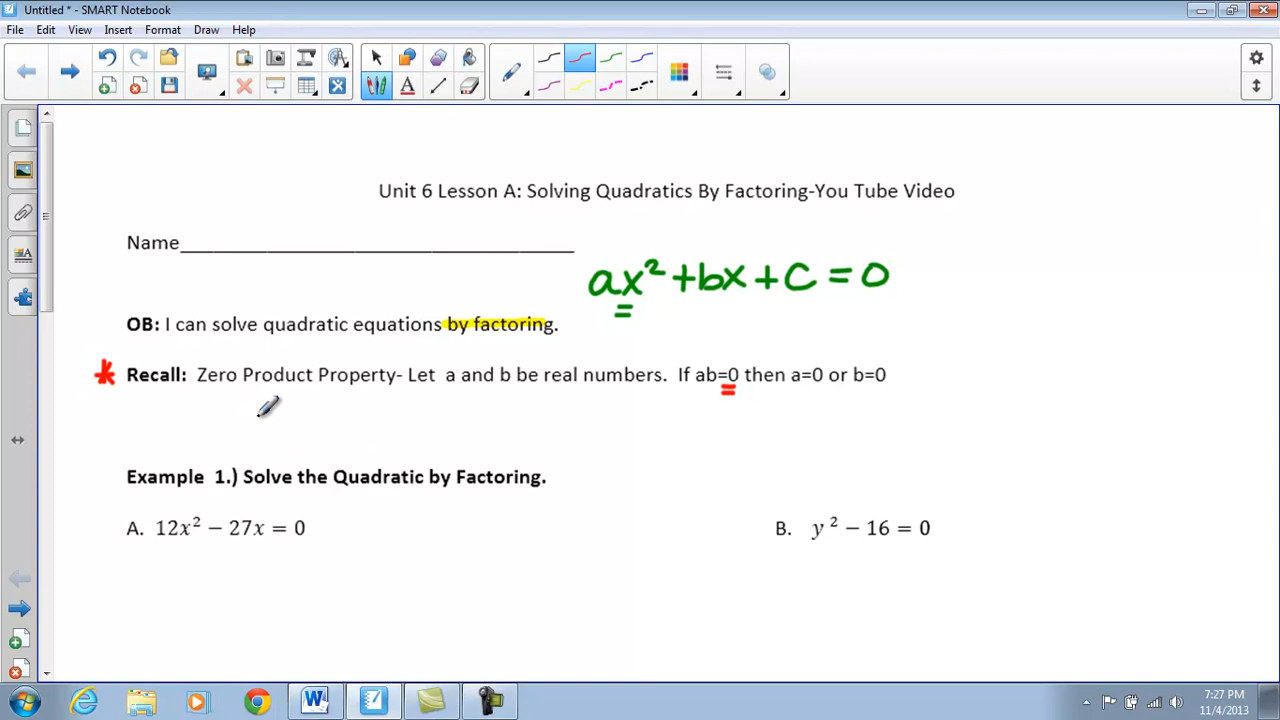 Untitled * - SMART Notebook
File Edit View Insert Format Draw Help
Unit 6 Lesson A: Solving Quadratics By Factoring-You Tube Video
Name___________________________________
ax² + bx + c = 0
OB: I can solve quadratic equations by factoring.
* Recall: Zero Product Property- Let a and b be real numbers. If ab=0 then a=0 or b=0
Example 1.) Solve the Quadratic by Factoring.
A. 12x² − 27x = 0
B. y² − 16 = 0
7:27 PM
11/4/2013